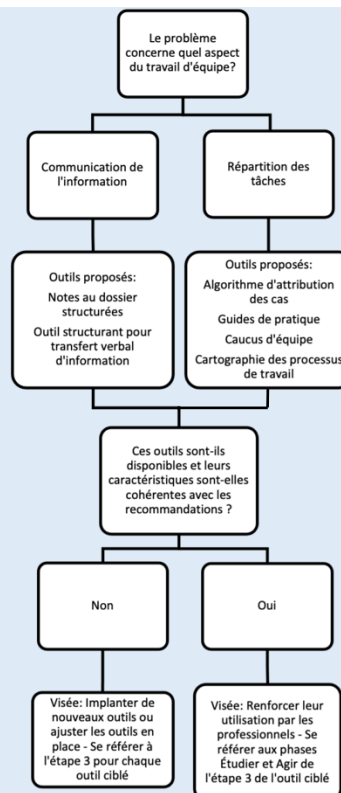 Le problème
concerne quel aspect
du travail d'équipe?
Communication de
l'information
Répartition des
tâches
Outils proposés:
Notes au dossier
structurées
Outil structurant pour
transfert verbal
d'information
Outils proposés:
Algorithme d'attribution
des cas
Guides de pratique
Caucus d'équipe
Cartographie des processus
de travail
Ces outils sont-ils
disponibles et leurs
caractéristiques sont-elles
cohérentes avec les
recommandations ?
Non
Oui
Visée: Implanter de
nouveaux outils ou
ajuster les outils en
place - Se référer à
l'étape 3 pour chaque
outil ciblé
Visée: Renforcer leur
utilisation par les
professionnels - Se
référer aux phases
Étudier et Agir de
l'étape 3 de l'outil ciblé